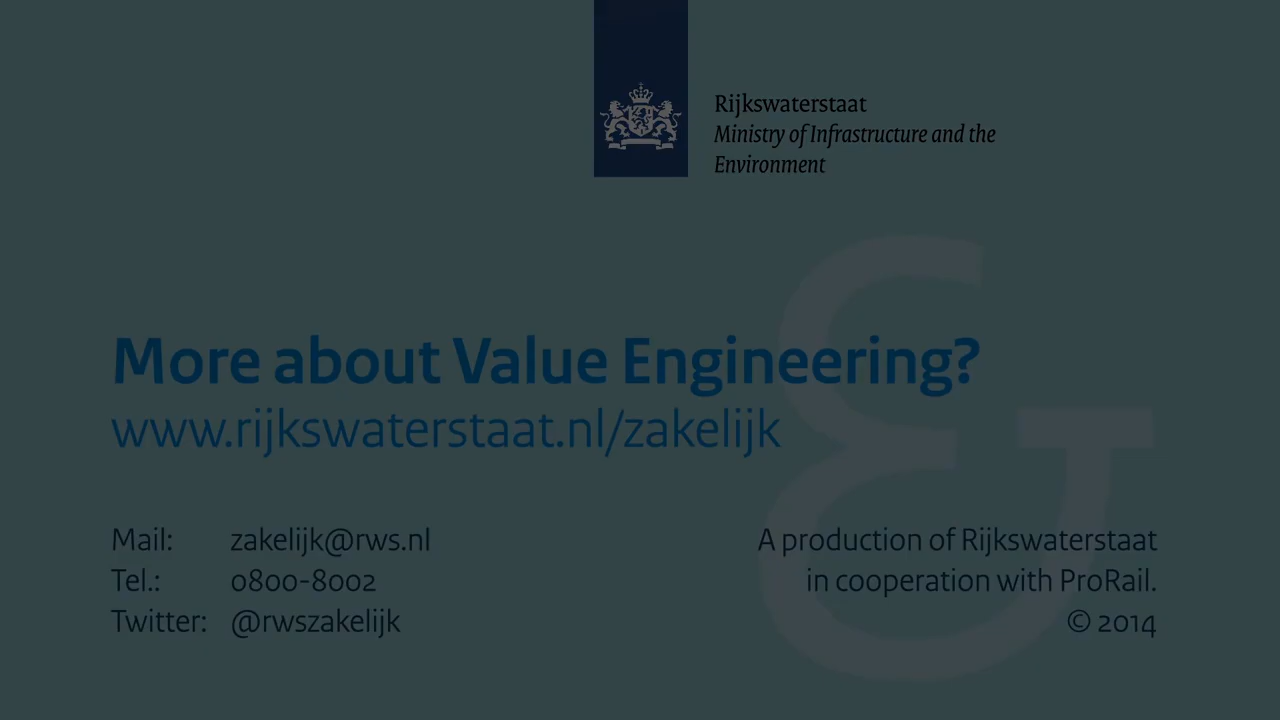 Rijkswaterstaat
Ministry of Infrastructure and the
Environment
More about Value Engineering?
www.rijkswaterstaat.nl/zakelijk
Mail: zakelijk@rws.nl
Tel.: 0800-8002
Twitter: @rwszakelijk
A production of Rijkswaterstaat
in cooperation with ProRail.
© 2014
&